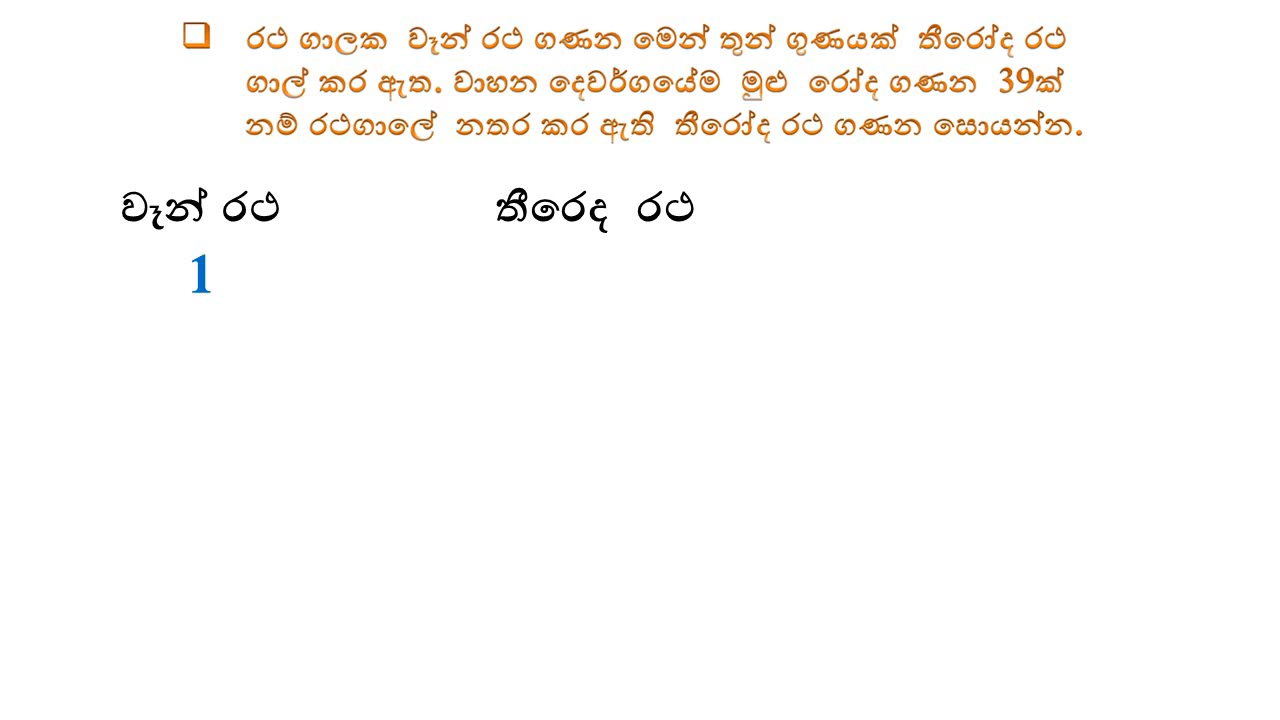 ❑ රථ ගාලක වෑන් රථ ගණන මෙන් තුන් ගුණයක් තීරෝද රථ
ගාල් කර ඇත. වාහන දෙවර්ගයේම මුළු රෝද ගණන 39ක්
නම් රථගාලේ නතර කර ඇති තීරෝද රථ ගණන සොයන්න.
වෑන් රථ තීරෙද රථ
1